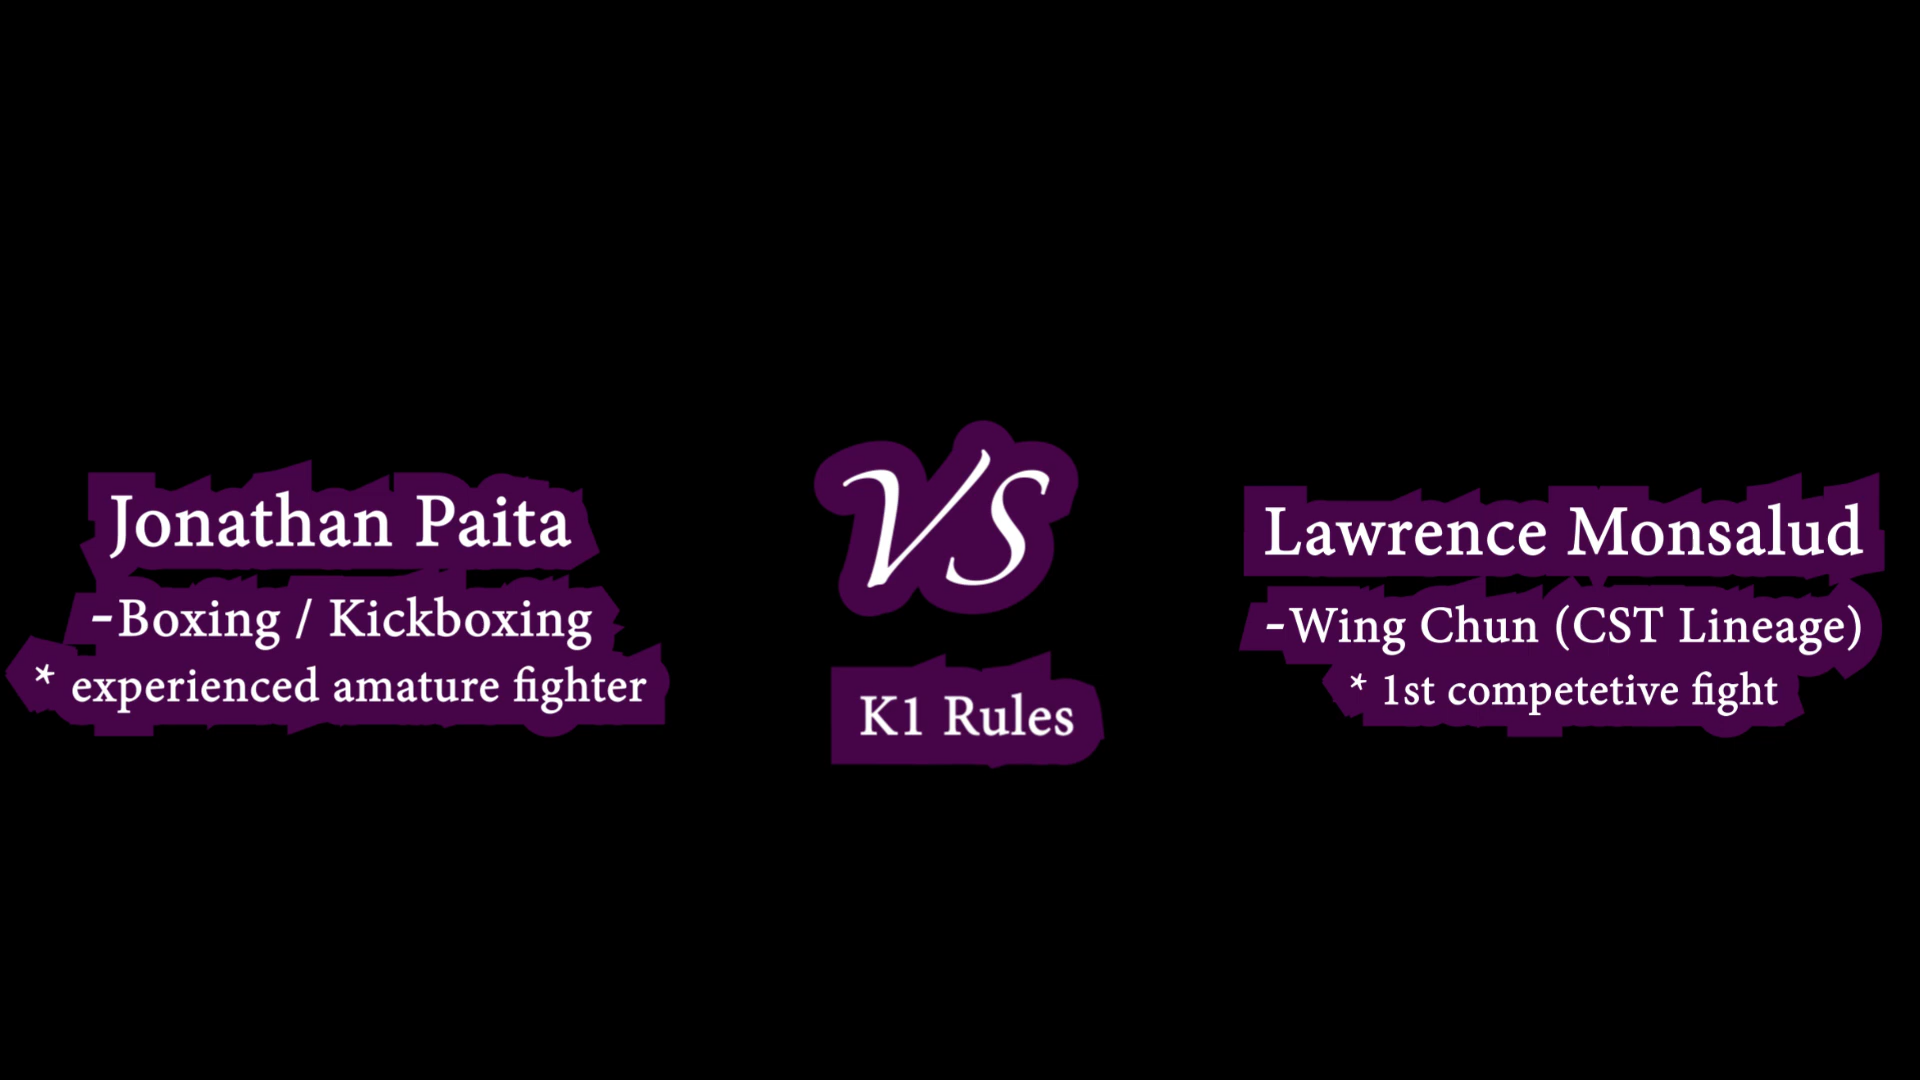 Jonathan Paita
-Boxing / Kickboxing
* experienced amature fighter
VS
K1 Rules
Lawrence Monsalud
-Wing Chun (CST Lineage)
* 1st competetive fight